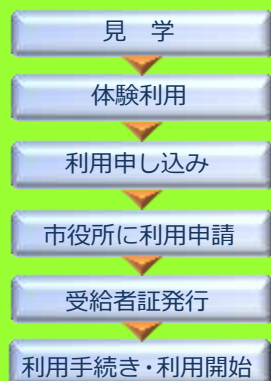 見　学
体験利用
利用申し込み
市役所に利用申請
受給者証発行
利用手続き・利用開始